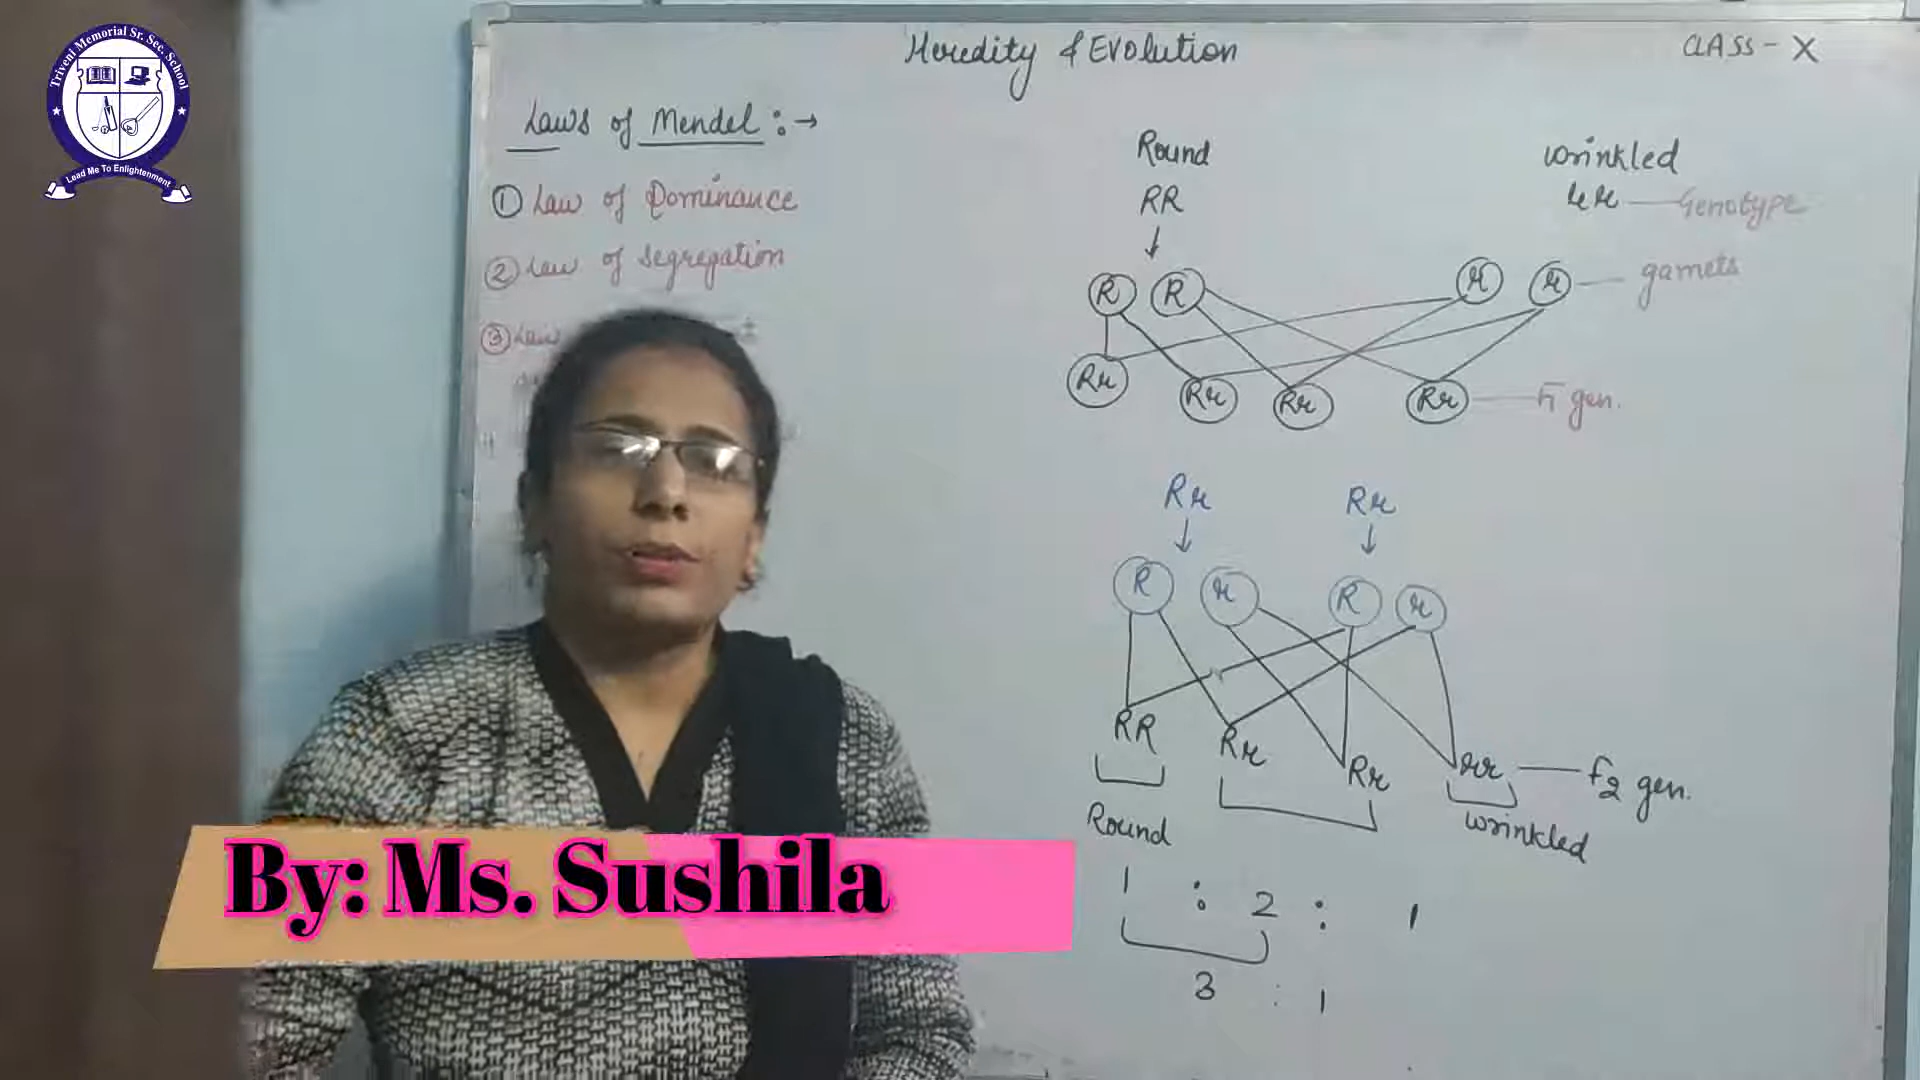 Triveni Memorial Sr. Sec. School
Lead Me To Enlightenment
Heredity & Evolution
CLASS - X
Laws of Mendel :→
① Law of Dominance
② Law of Segregation
③ Law
Round
wrinkled
RR
rr — Genotype
R R r r — gamets
Rr Rr Rr Rr — F1 gen.
Rr Rr
R r R r
RR Rr Rr rr — F2 gen.
Round
wrinkled
1 : 2 : 1
3 : 1
By: Ms. Sushila